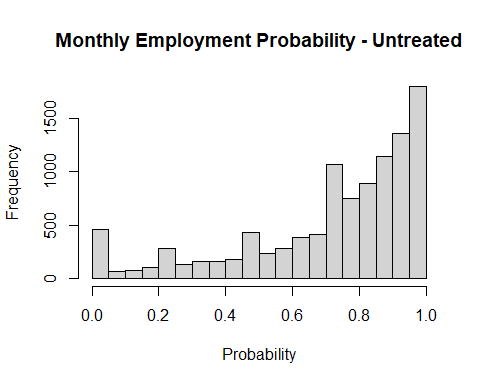 Monthly Employment Probability - Untreated
Frequency
1500
1000
500
0
0.0 0.2 0.4 0.6 0.8 1.0
Probability